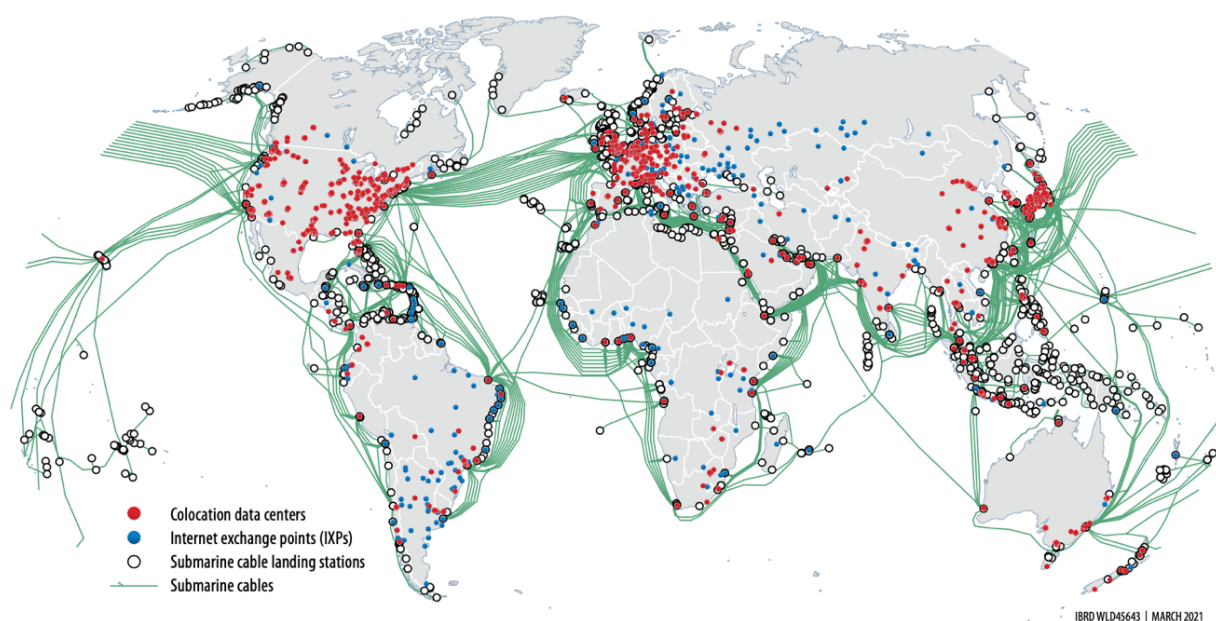 Colocation data centers
Internet exchange points (IXPs)
Submarine cable landing stations
Submarine cables
IBRD WLD45643 | MARCH 2021